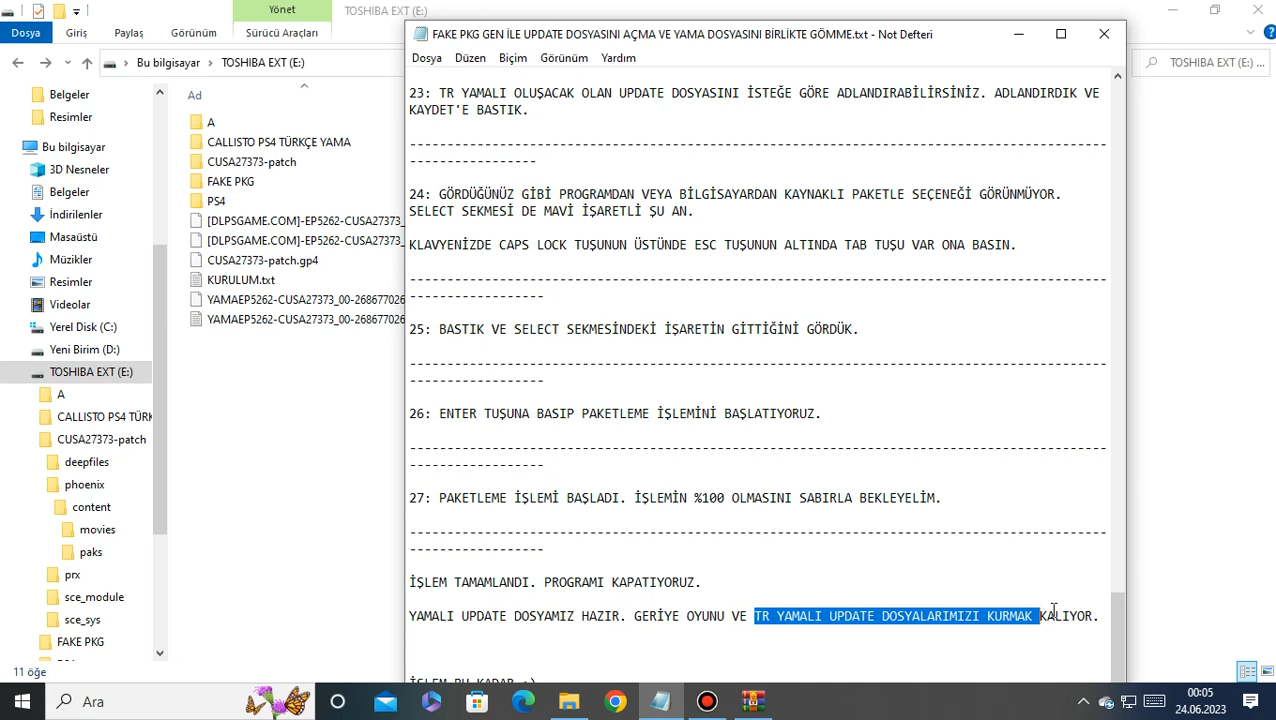 Yönet
TOSHIBA EXT (E:)
Dosya
Giriş
Paylaş
Görünüm
Sürücü Araçları
Bu bilgisayar
TOSHIBA EXT (E:)
TOSHIBA EXT (E:) ...
Belgeler
Resimler
Bu bilgisayar
3D Nesneler
Belgeler
İndirilenler
Masaüstü
Müzikler
Resimler
Videolar
Yerel Disk (C:)
Yeni Birim (D:)
TOSHIBA EXT (E:)
A
CALLISTO PS4 TÜRK
CUSA27373-patch
deepfiles
phoenix
content
movies
paks
prx
sce_module
sce_sys
FAKE PKG
Ad
A
CALLISTO PS4 TÜRKÇE YAMA
CUSA27373-patch
FAKE PKG
PS4
[DLPSGAME.COM]-EP5262-CUSA27373_
[DLPSGAME.COM]-EP5262-CUSA27373_
CUSA27373-patch.gp4
KURULUM.txt
YAMAEP5262-CUSA27373_00-268677026
YAMAEP5262-CUSA27373_00-268677026
11 öğe
FAKE PKG GEN İLE UPDATE DOSYASINI AÇMA VE YAMA DOSYASINI BİRLİKTE GÖMME.txt - Not Defteri
Dosya Düzen Biçim Görünüm Yardım
23: TR YAMALI OLUŞACAK OLAN UPDATE DOSYASINI İSTEĞE GÖRE ADLANDIRABİLİRSİNİZ. ADLANDIRDIK VE
KAYDET'E BASTIK.
---------------------------------------------------------------------------------------------
-----------------
24: GÖRDÜĞÜNÜZ GİBİ PROGRAMDAN VEYA BİLGİSAYARDAN KAYNAKLI PAKETLE SEÇENEĞİ GÖRÜNMÜYOR.
SELECT SEKMESİ DE MAVİ İŞARETLİ ŞU AN.
KLAVYENİZDE CAPS LOCK TUŞUNUN ÜSTÜNDE ESC TUŞUNUN ALTINDA TAB TUŞU VAR ONA BASIN.
---------------------------------------------------------------------------------------------
------------------
25: BASTIK VE SELECT SEKMESİNDEKİ İŞARETİN GİTTİĞİNİ GÖRDÜK.
---------------------------------------------------------------------------------------------
------------------
26: ENTER TUŞUNA BASIP PAKETLEME İŞLEMİNİ BAŞLATIYORUZ.
---------------------------------------------------------------------------------------------
------------------
27: PAKETLEME İŞLEMİ BAŞLADI. İŞLEMİN %100 OLMASINI SABIRLA BEKLEYELİM.
---------------------------------------------------------------------------------------------
------------------
İŞLEM TAMAMLANDI. PROGRAMI KAPATIYORUZ.
YAMALI UPDATE DOSYAMIZ HAZIR. GERİYE OYUNU VE TR YAMALI UPDATE DOSYALARIMIZI KURMAK KALIYOR.
İŞLEM BU KADAR :)
Ara
00:05
24.06.2023